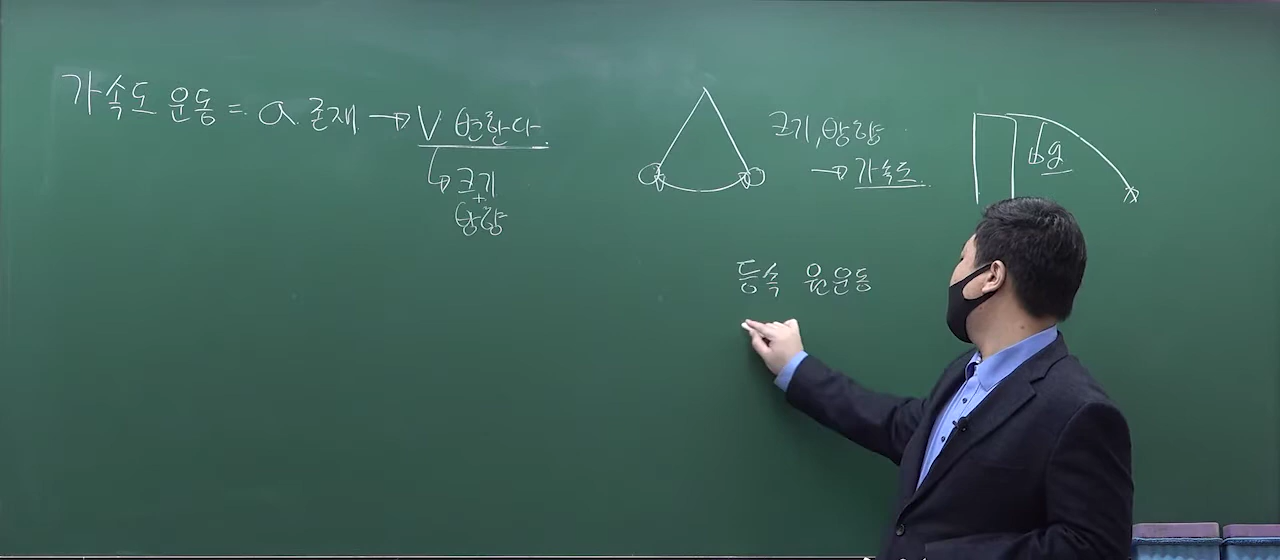 가속도 운동 = a 존재 → V 변한다.
↳ 크기
+
방향
크기, 방향
→ 가속도.
g
등속 원운동